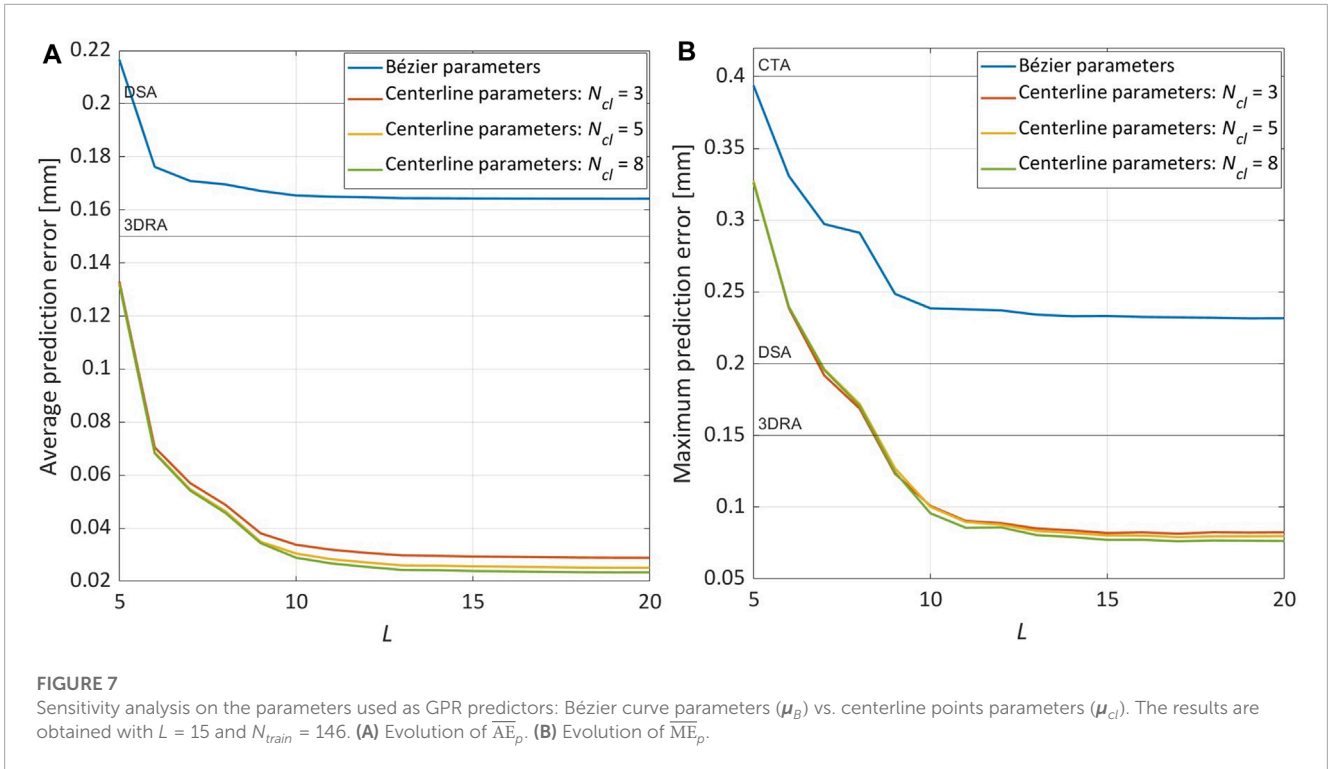 A
0.22
0.2
0.18
0.16
0.14
0.12
0.1
0.08
0.06
0.04
0.02
Average prediction error [mm]
DSA
3DRA
Bézier parameters
Centerline parameters: N_cl = 3
Centerline parameters: N_cl = 5
Centerline parameters: N_cl = 8
5 10 15 20
L
B
0.4
0.35
0.3
0.25
0.2
0.15
0.1
0.05
Maximum prediction error [mm]
CTA
DSA
3DRA
Bézier parameters
Centerline parameters: N_cl = 3
Centerline parameters: N_cl = 5
Centerline parameters: N_cl = 8
5 10 15 20
L
FIGURE 7
Sensitivity analysis on the parameters used as GPR predictors: Bézier curve parameters (μ_B) vs. centerline points parameters (μ_cl). The results are
obtained with L = 15 and N_train = 146. (A) Evolution of A̅E̅_p. (B) Evolution of M̅E̅_p.